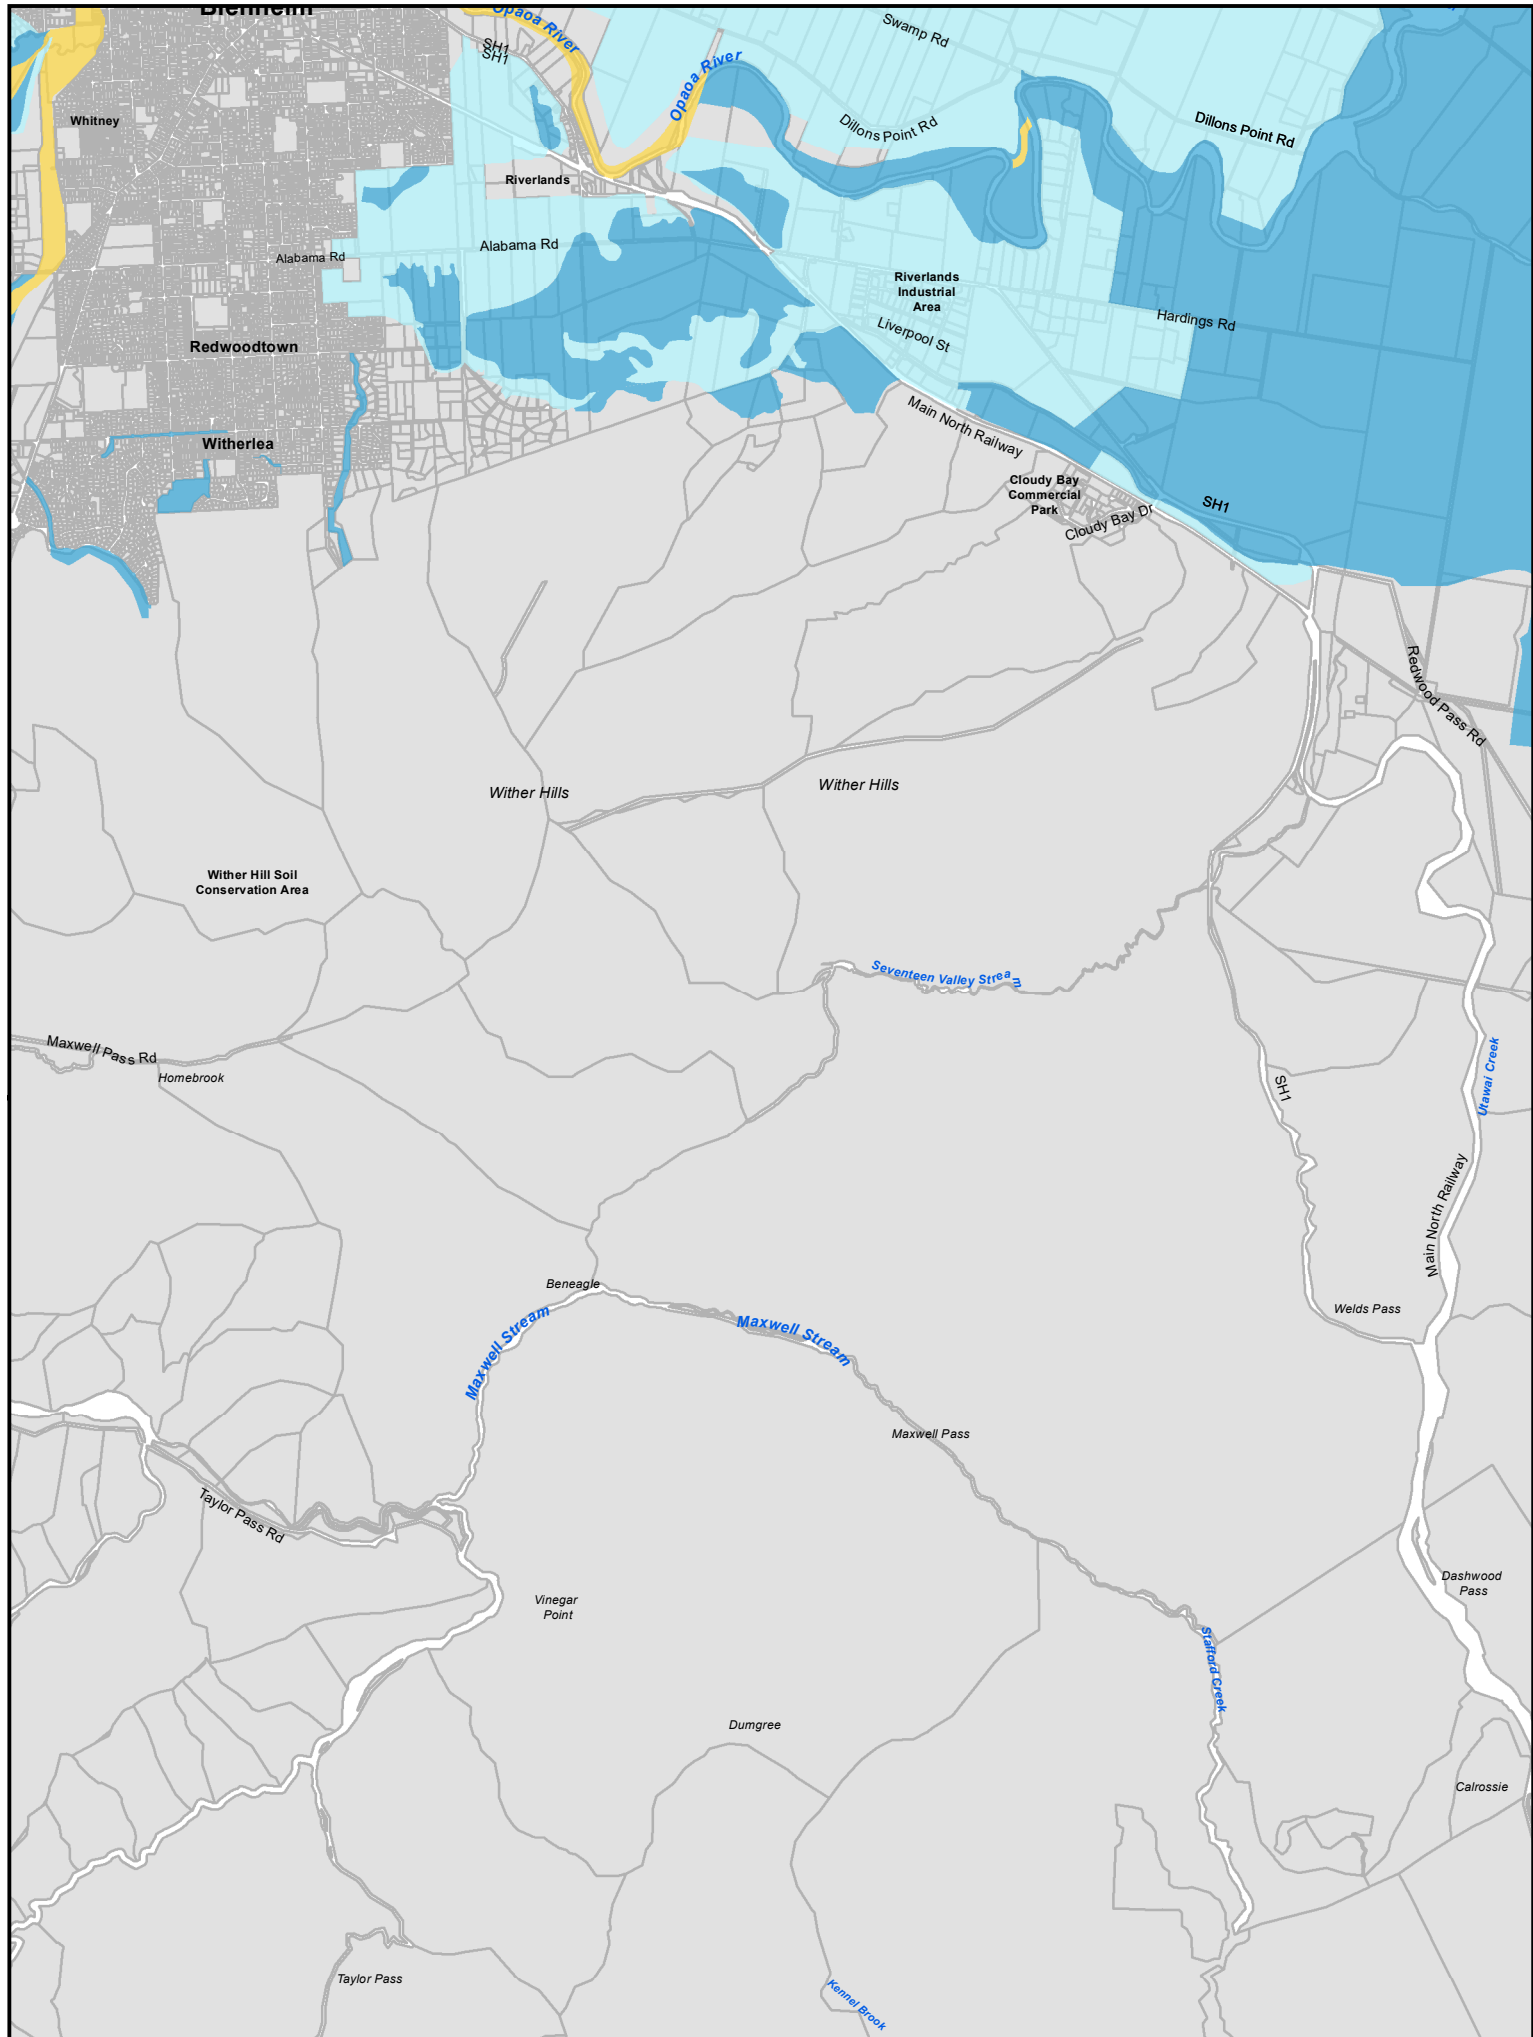 Blenheim
Opaoa River
SH1
SH1
Opaoa River
Swamp Rd
Whitney
Dillons Point Rd
Dillons Point Rd
Riverlands
Alabama Rd
Alabama Rd
Riverlands
Industrial
Area
Hardings Rd
Liverpool St
Redwoodtown
Main North Railway
Witherlea
Cloudy Bay
Commercial
Park
SH1
Cloudy Bay Dr
Redwood Pass Rd
Wither Hills
Wither Hills
Wither Hill Soil
Conservation Area
Seventeen Valley Stream
Maxwell Pass Rd
Homebrook
SH1
Utawai Creek
Main North Railway
Beneagle
Welds Pass
Maxwell Stream
Maxwell Stream
Maxwell Pass
Taylor Pass Rd
Dashwood
Pass
Vinegar
Point
Stafford Creek
Dumgree
Calrossie
Taylor Pass
Kennel Brook